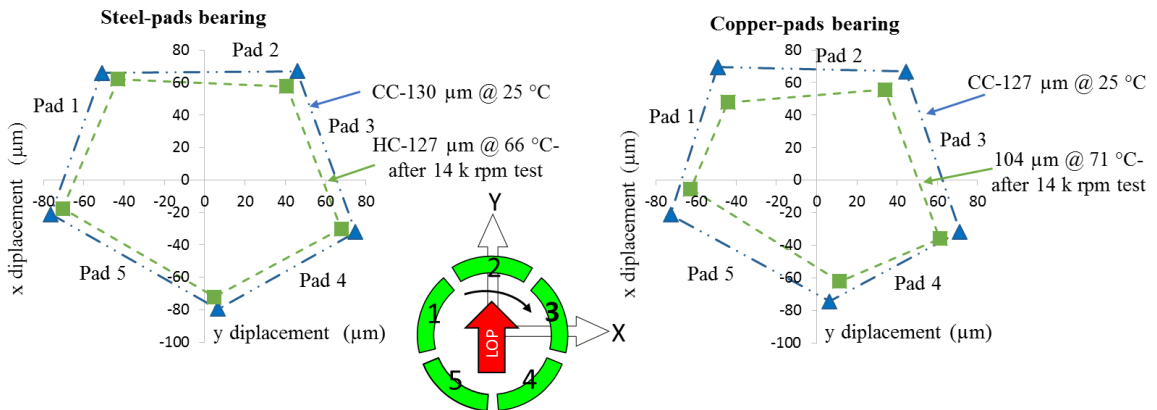 Steel-pads bearing
80
Pad 2
60
CC-130 µm @ 25 °C
Pad 1
40
Pad 3
20
HC-127 µm @ 66 °C-
after 14 k rpm test
0
-80 -60 -40 -20 0 20 40 60 80
-20
-40
Pad 5
Pad 4
-60
-80
-100
x diplacement (µm)
y diplacement (µm)
Y
X
1
2
3
4
5
LOP
Copper-pads bearing
80
Pad 2
60
CC-127 µm @ 25 °C
Pad 1
40
Pad 3
20
104 µm @ 71 °C-
after 14 k rpm test
0
-80 -60 -40 -20 0 20 40 60 80
-20
-40
Pad 5
Pad 4
-60
-80
-100
x diplacement (µm)
y diplacement (µm)